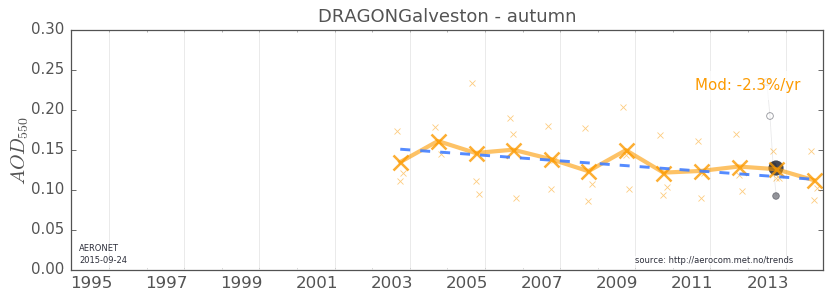 DRAGONGalveston - autumn
0.30
0.25
0.20
0.15
0.10
0.05
0.00
AOD550
Mod: -2.3%/yr
AERONET
2015-09-24
source: http://aerocom.met.no/trends
1995 1997 1999 2001 2003 2005 2007 2009 2011 2013